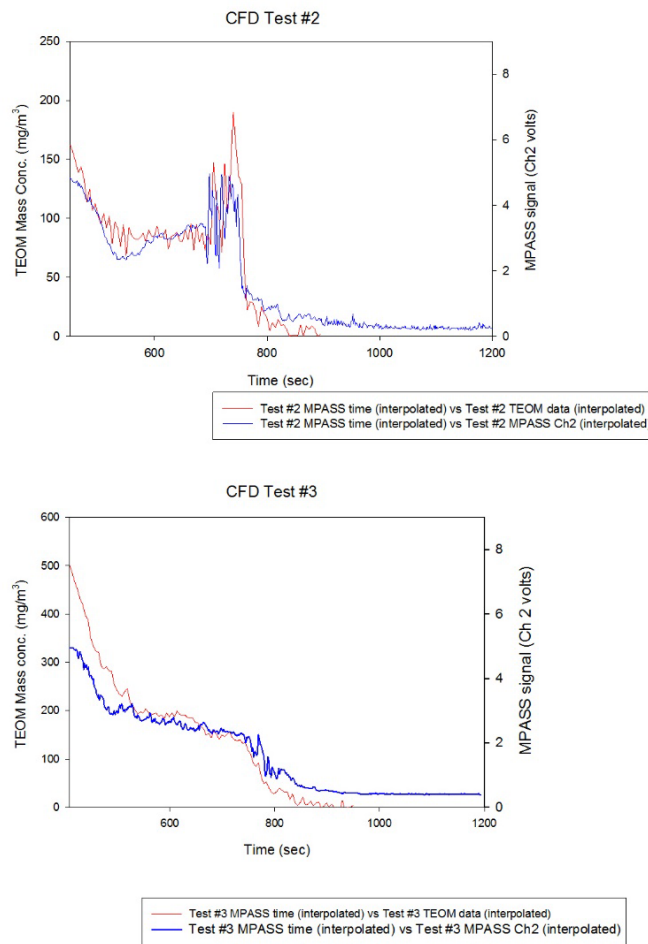 CFD Test #2
250
200
150
100
50
0
TEOM Mass Conc. (mg/m³)
8
6
4
2
0
MPASS signal (Ch2 volts)
600
800
1000
1200
Time (sec)
Test #2 MPASS time (interpolated) vs Test #2 TEOM data (interpolated)
Test #2 MPASS time (interpolated) vs Test #2 MPASS Ch2 (interpolated
CFD Test #3
600
500
400
300
200
100
0
TEOM Mass conc. (mg/m³)
8
6
4
2
0
MPASS signal (Ch 2 volts)
600
800
1000
1200
Time (sec)
Test #3 MPASS time (interpolated) vs Test #3 TEOM data (interpolated)
Test #3 MPASS time (interpolated) vs Test #3 MPASS Ch2 (interpolated)